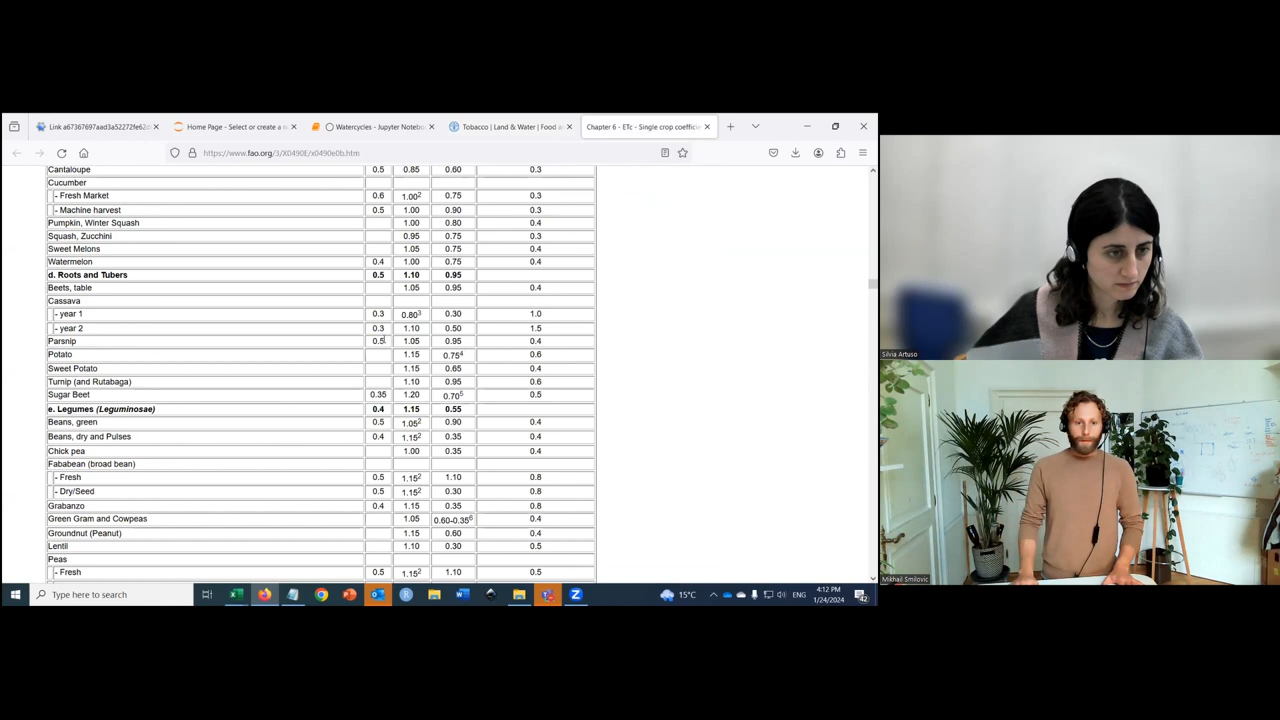 Link a67367697aad3a52272fe62d
Home Page - Select or create a n
Watercycles - Jupyter Notebo
Tobacco | Land & Water | Food a
Chapter 6 - ETc - Single crop coeffici
https://www.fao.org/3/X0490E/x0490e0b.htm
Cantaloupe 0.5 0.85 0.60 0.3
Cucumber
- Fresh Market 0.6 1.00² 0.75 0.3
- Machine harvest 0.5 1.00 0.90 0.3
Pumpkin, Winter Squash 1.00 0.80 0.4
Squash, Zucchini 0.95 0.75 0.3
Sweet Melons 1.05 0.75 0.4
Watermelon 0.4 1.00 0.75 0.4
d. Roots and Tubers 0.5 1.10 0.95
Beets, table 1.05 0.95 0.4
Cassava
- year 1 0.3 0.80³ 0.30 1.0
- year 2 0.3 1.10 0.50 1.5
Parsnip 0.5 1.05 0.95 0.4
Potato 1.15 0.75⁴ 0.6
Sweet Potato 1.15 0.65 0.4
Turnip (and Rutabaga) 1.10 0.95 0.6
Sugar Beet 0.35 1.20 0.70⁵ 0.5
e. Legumes (Leguminosae) 0.4 1.15 0.55
Beans, green 0.5 1.05² 0.90 0.4
Beans, dry and Pulses 0.4 1.15² 0.35 0.4
Chick pea 1.00 0.35 0.4
Fababean (broad bean)
- Fresh 0.5 1.15² 1.10 0.8
- Dry/Seed 0.5 1.15² 0.30 0.8
Grabanzo 0.4 1.15 0.35 0.8
Green Gram and Cowpeas 1.05 0.60-0.35⁶ 0.4
Groundnut (Peanut) 1.15 0.60 0.4
Lentil 1.10 0.30 0.5
Peas
- Fresh 0.5 1.15² 1.10 0.5
Type here to search
15°C
ENG
4:12 PM
1/24/2024
42
Silvia Artuso
Mikhail Smilovic